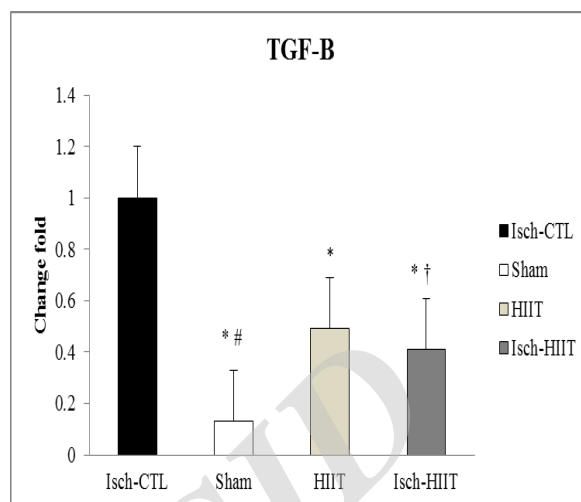 TGF-B
1.4
1.2
1
0.8
0.6
0.4
0.2
0
Change fold
*
* #
* †
Isch-CTL
Sham
HIIT
Isch-HIIT
Isch-CTL
Sham
HIIT
Isch-HIIT
SID